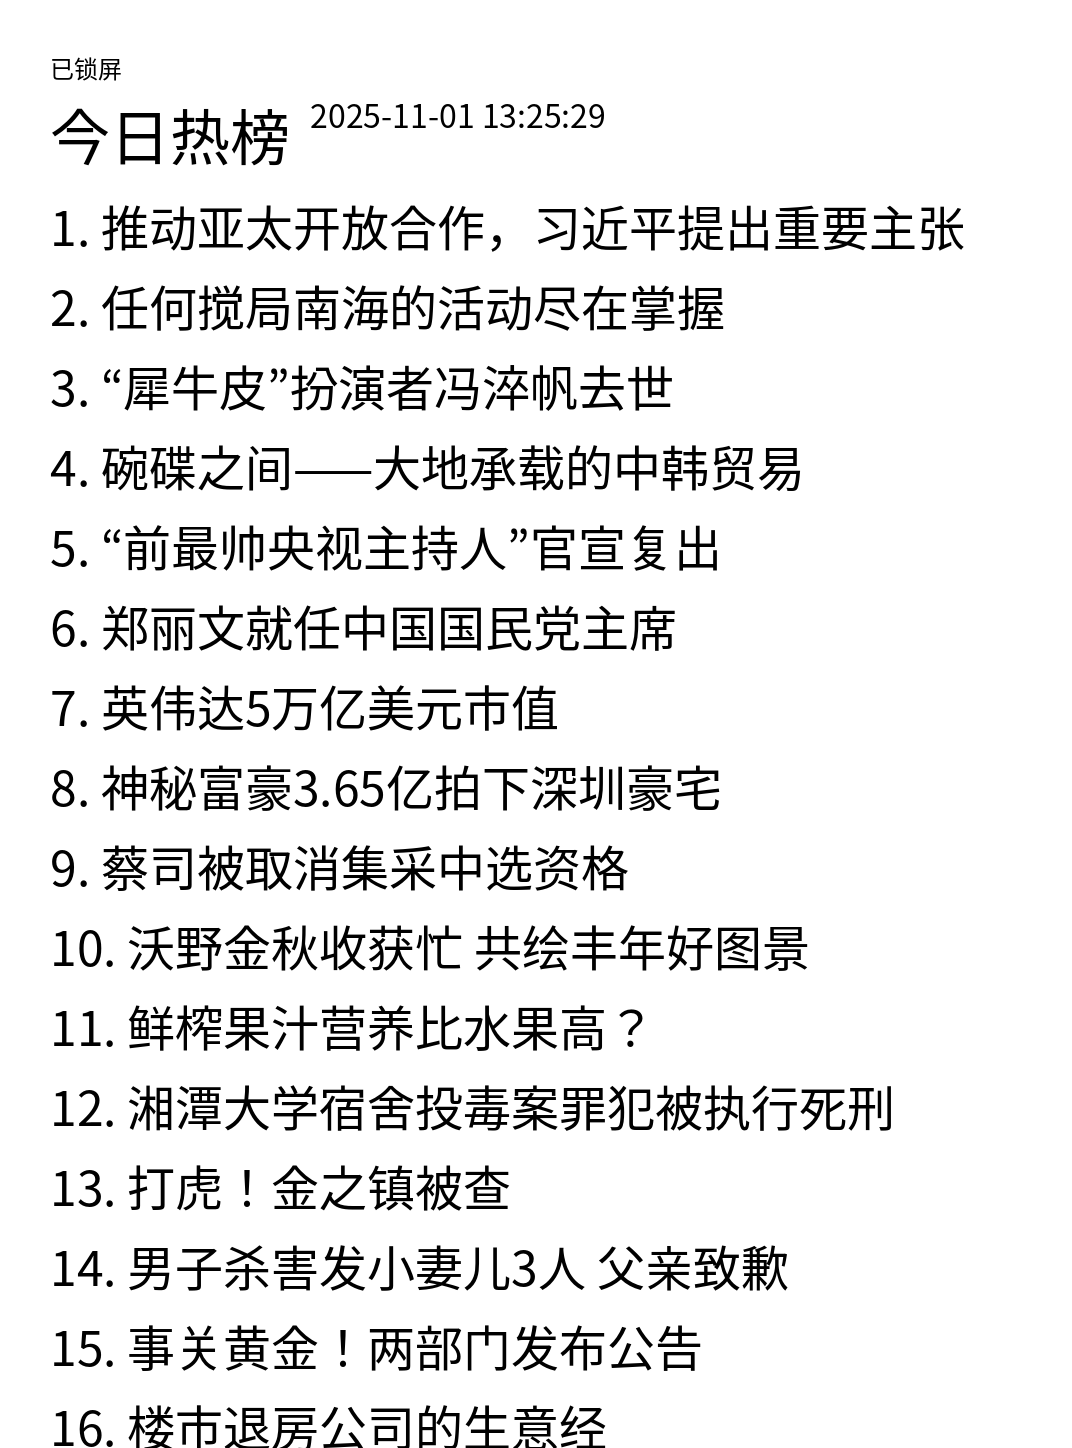 已锁屏
今日热榜 2025-11-01 13:25:29
1. 推动亚太开放合作，习近平提出重要主张
2. 任何搅局南海的活动尽在掌握
3. “犀牛皮”扮演者冯淬帆去世
4. 碗碟之间——大地承载的中韩贸易
5. “前最帅央视主持人”官宣复出
6. 郑丽文就任中国国民党主席
7. 英伟达5万亿美元市值
8. 神秘富豪3.65亿拍下深圳豪宅
9. 蔡司被取消集采中选资格
10. 沃野金秋收获忙 共绘丰年好图景
11. 鲜榨果汁营养比水果高？
12. 湘潭大学宿舍投毒案罪犯被执行死刑
13. 打虎！金之镇被查
14. 男子杀害发小妻儿3人 父亲致歉
15. 事关黄金！两部门发布公告
16. 楼市退房公司的生意经